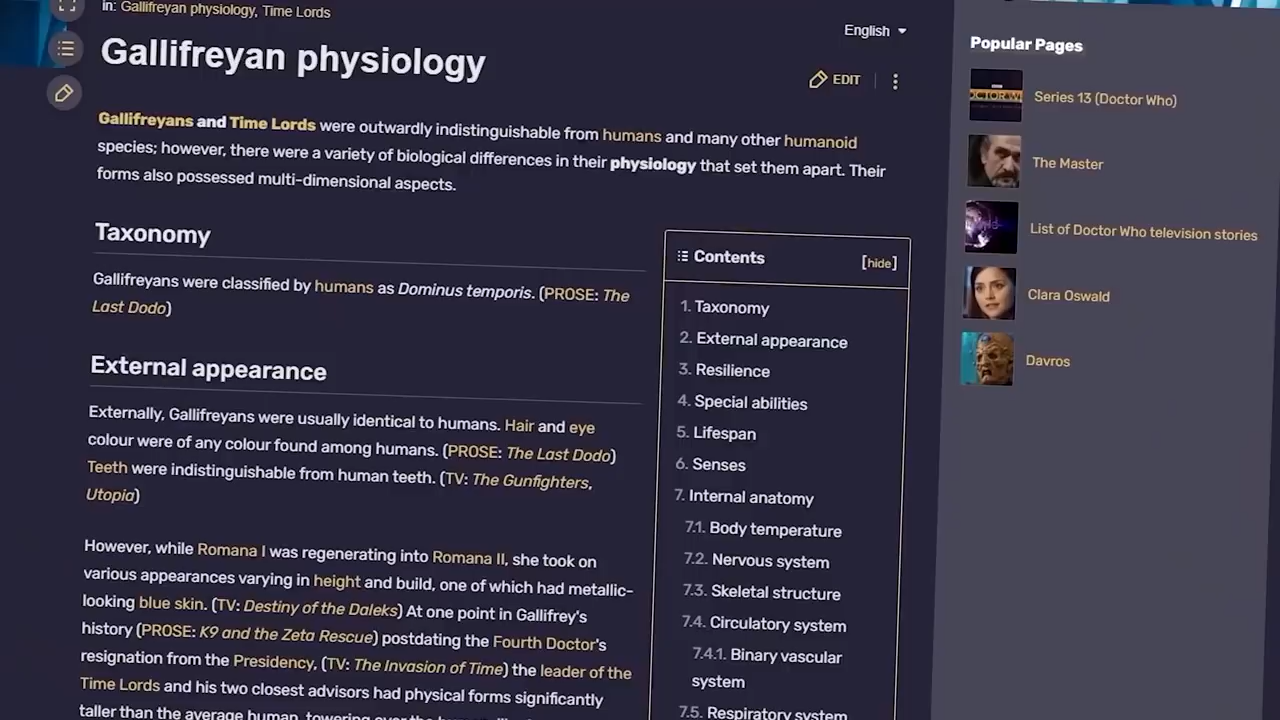 in: Gallifreyan physiology, Time Lords
English
Gallifreyan physiology
EDIT
Gallifreyans and Time Lords were outwardly indistinguishable from humans and many other humanoid
species; however, there were a variety of biological differences in their physiology that set them apart. Their
forms also possessed multi-dimensional aspects.
Taxonomy
Gallifreyans were classified by humans as Dominus temporis. (PROSE: The
Last Dodo)
External appearance
Externally, Gallifreyans were usually identical to humans. Hair and eye
colour were of any colour found among humans. (PROSE: The Last Dodo)
Teeth were indistinguishable from human teeth. (TV: The Gunfighters,
Utopia)
However, while Romana I was regenerating into Romana II, she took on
various appearances varying in height and build, one of which had metallic-
looking blue skin. (TV: Destiny of the Daleks) At one point in Gallifrey's
history (PROSE: K9 and the Zeta Rescue) postdating the Fourth Doctor's
resignation from the Presidency, (TV: The Invasion of Time) the leader of the
Time Lords and his two closest advisors had physical forms significantly
taller than the average human, towering over the
Contents [hide]
1. Taxonomy
2. External appearance
3. Resilience
4. Special abilities
5. Lifespan
6. Senses
7. Internal anatomy
7.1. Body temperature
7.2. Nervous system
7.3. Skeletal structure
7.4. Circulatory system
7.4.1. Binary vascular
system
7.5. Respiratory system
Popular Pages
Series 13 (Doctor Who)
The Master
List of Doctor Who television stories
Clara Oswald
Davros